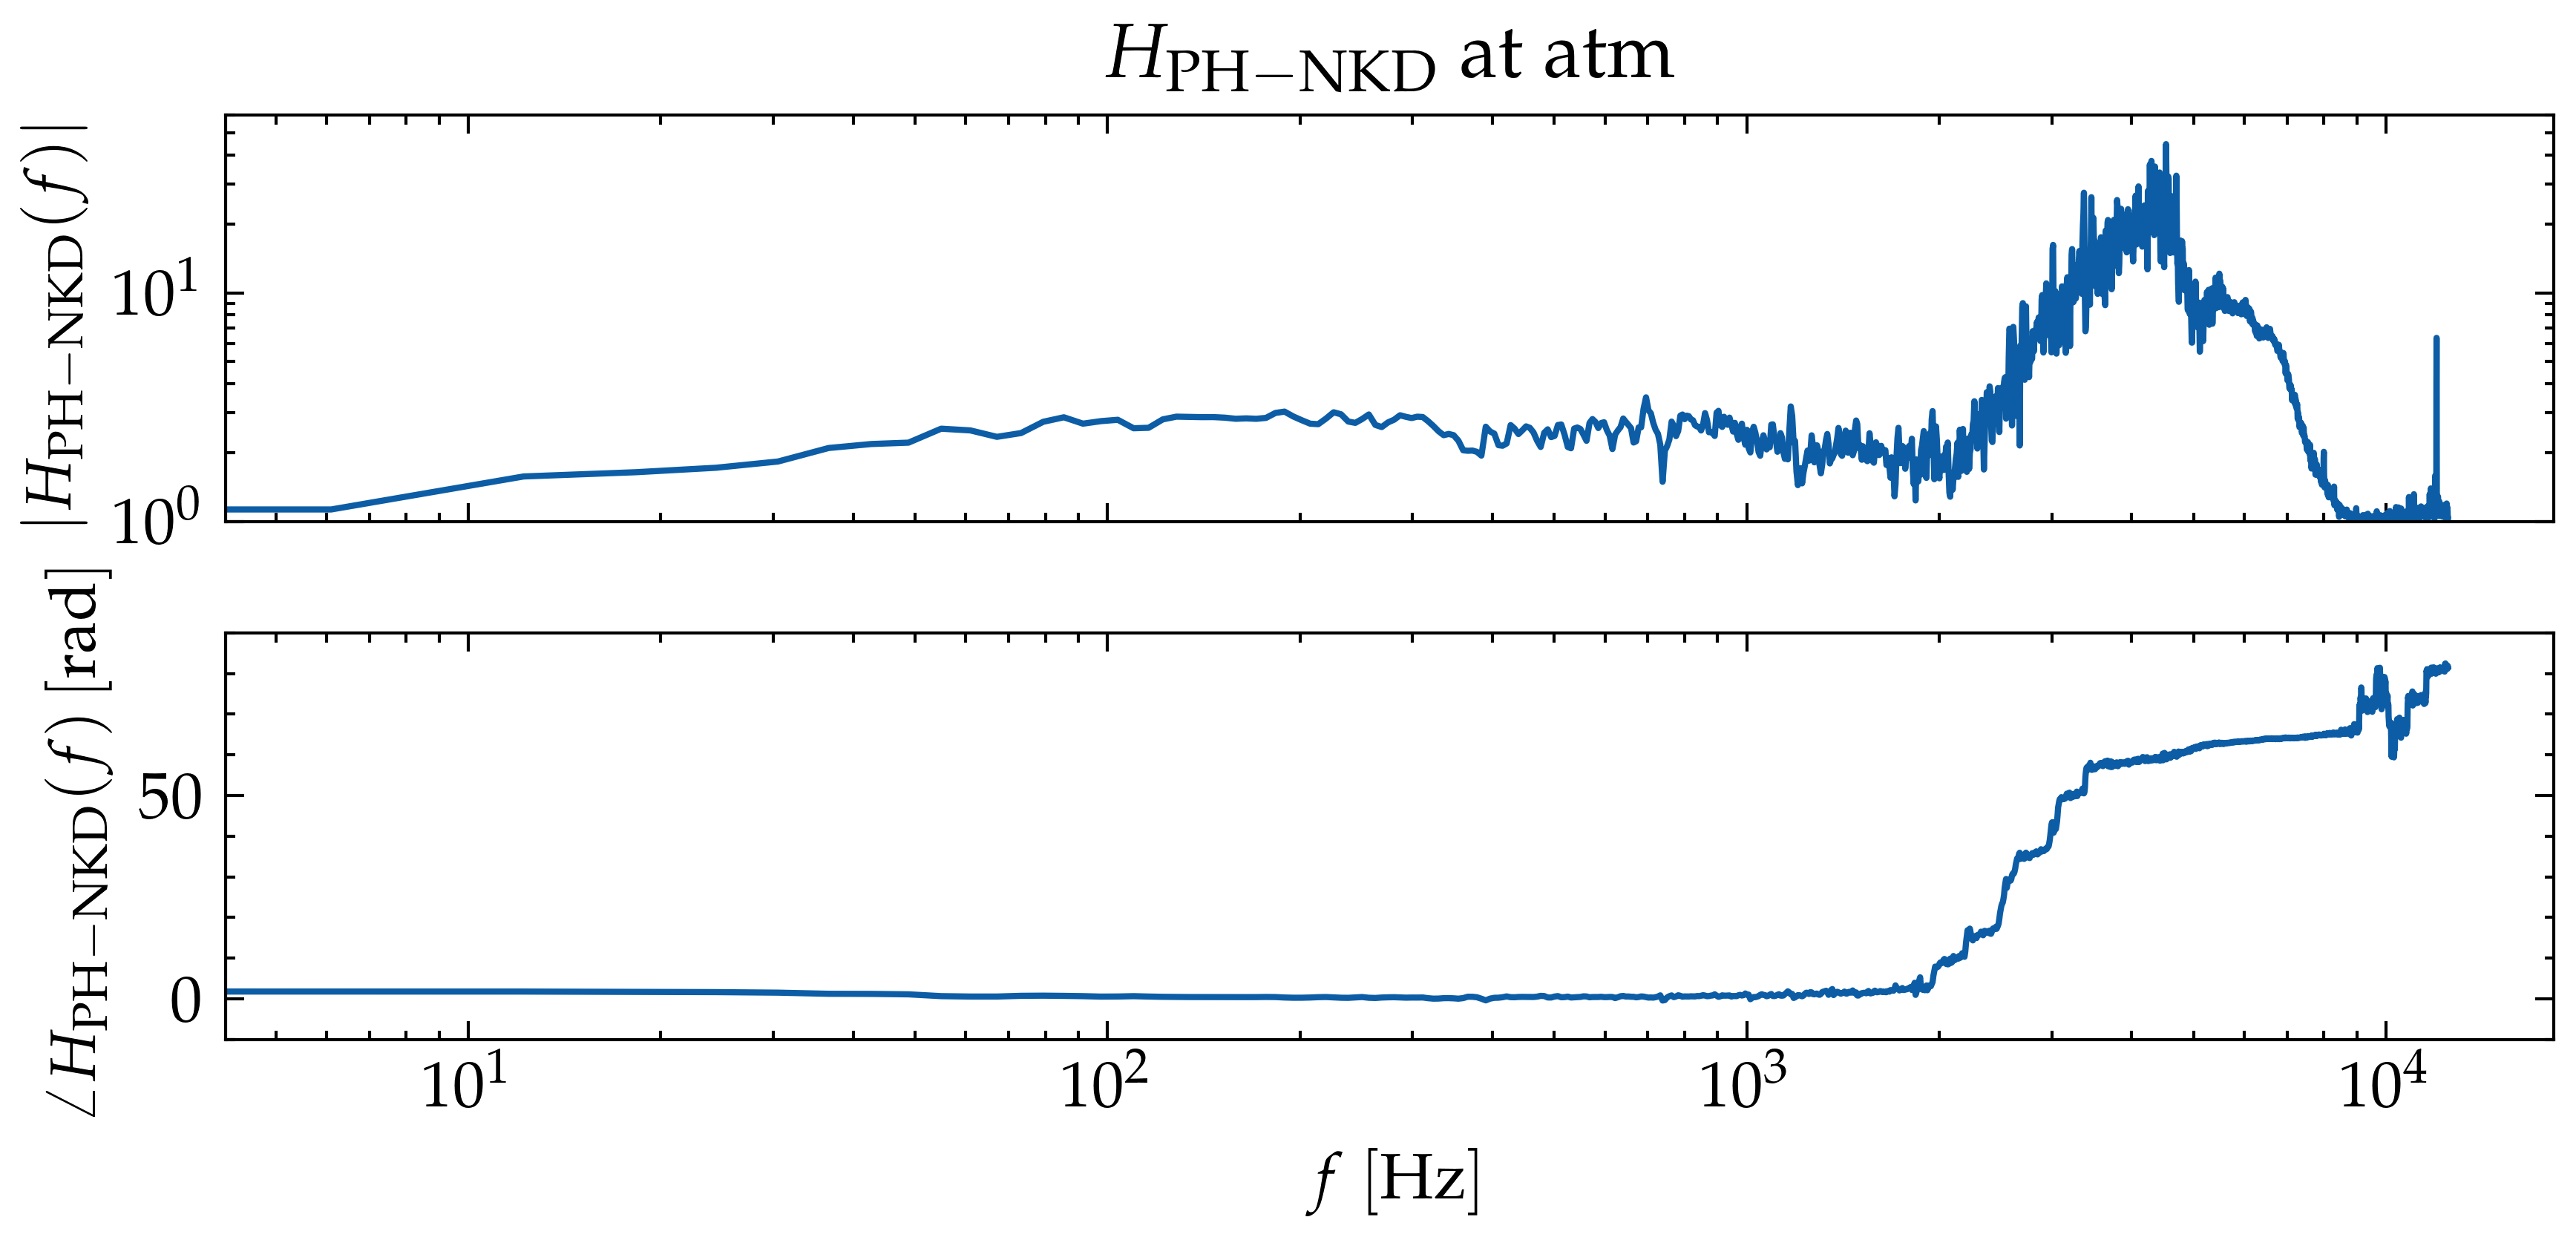 H_PH−NKD at atm
|H_PH−NKD(f)|
10^1
10^0
∠H_PH−NKD(f) [rad]
50
0
10^1 10^2 10^3 10^4
f [Hz]